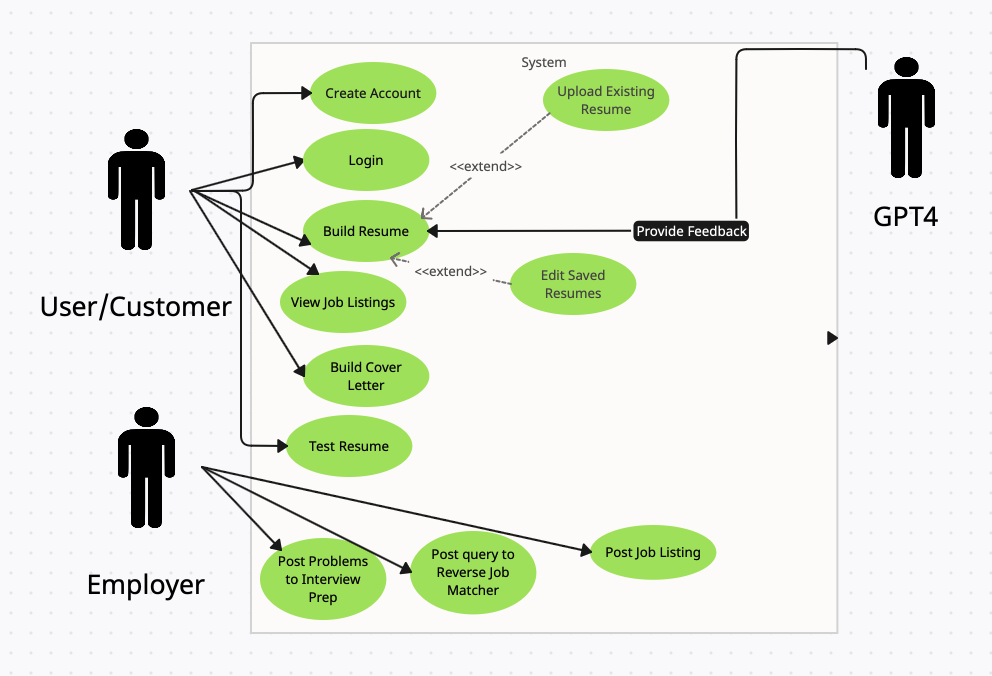 System
Create Account
Upload Existing
Resume
Login
<<extend>>
GPT4
Build Resume
Provide Feedback
<<extend>>
Edit Saved
Resumes
User/Customer
View Job Listings
Build Cover
Letter
Test Resume
Employer
Post Problems
to Interview
Prep
Post query to
Reverse Job
Matcher
Post Job Listing